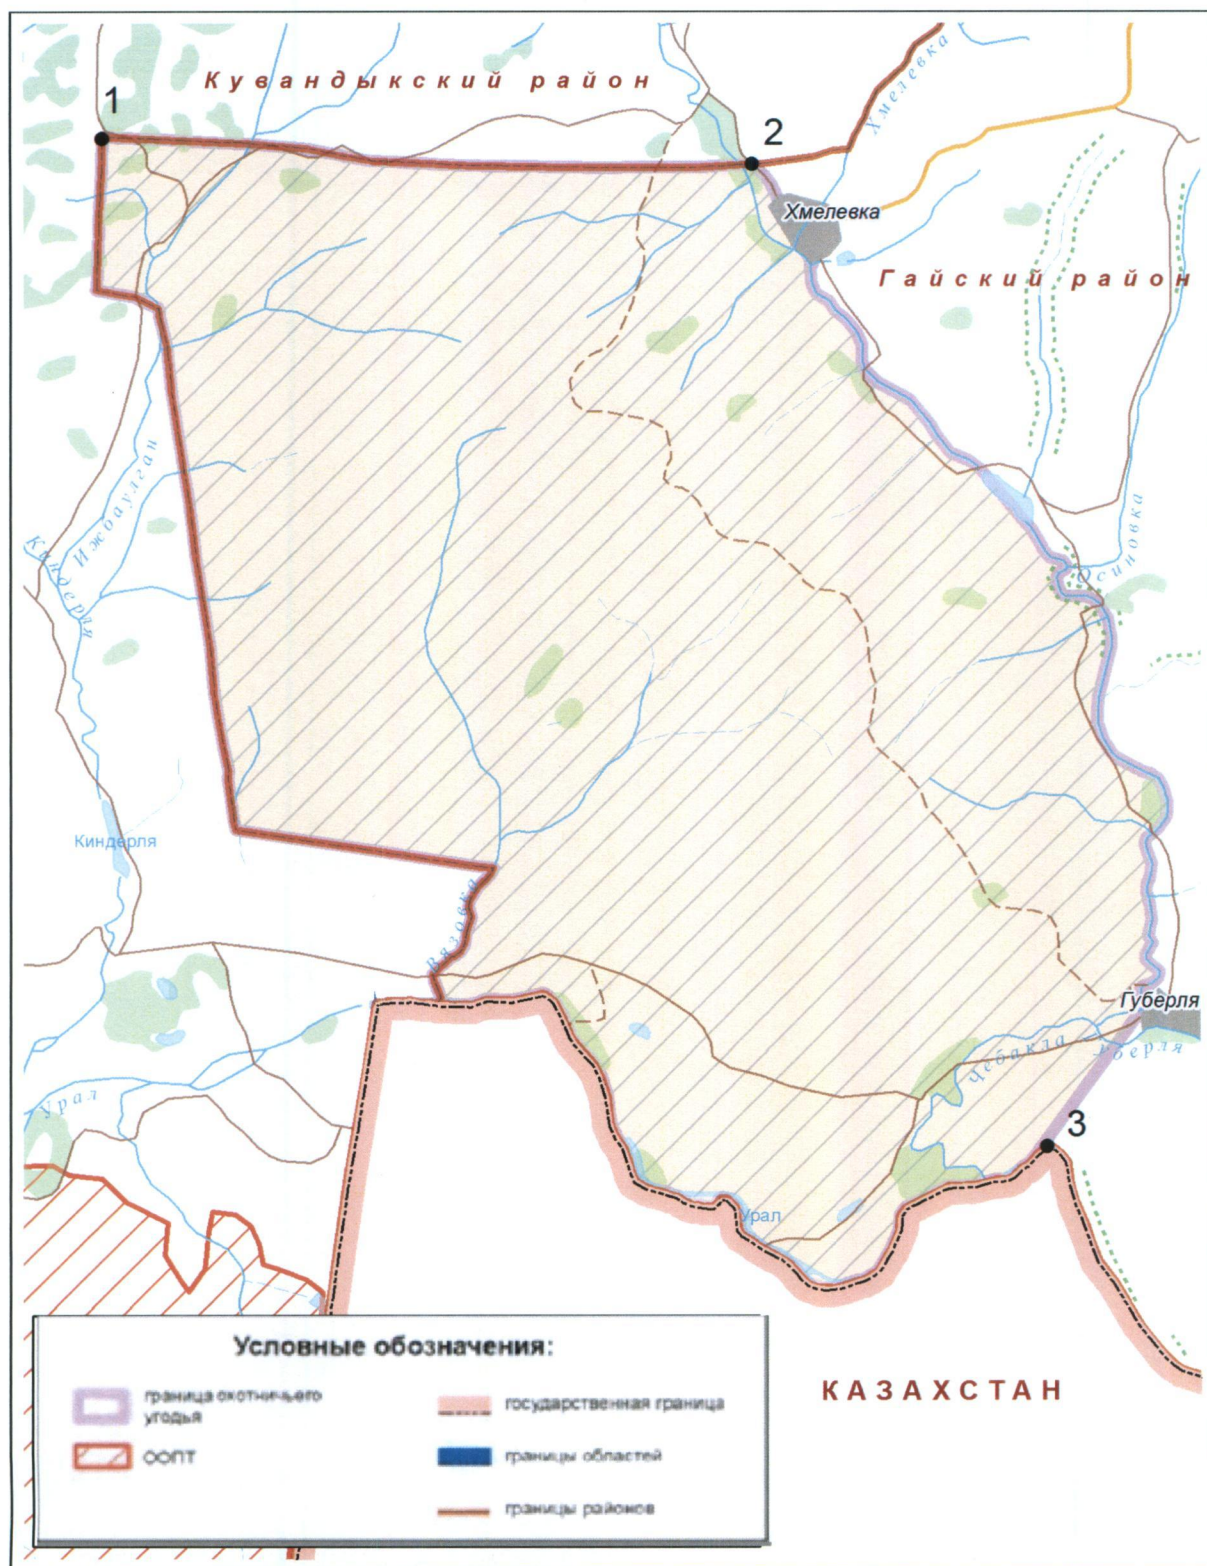 Кувандыкский район
1
2
Хмелевка
Хмелевка
Гайский район
Ижбаулган
Киндерля
Осиновка
Киндерля
Вязовка
Губерля
Чебакла
Губерля
Урал
3
Урал
КАЗАХСТАН
Условные обозначения:
граница охотничьего
угодья
ООПТ
государственная граница
границы областей
границы районов